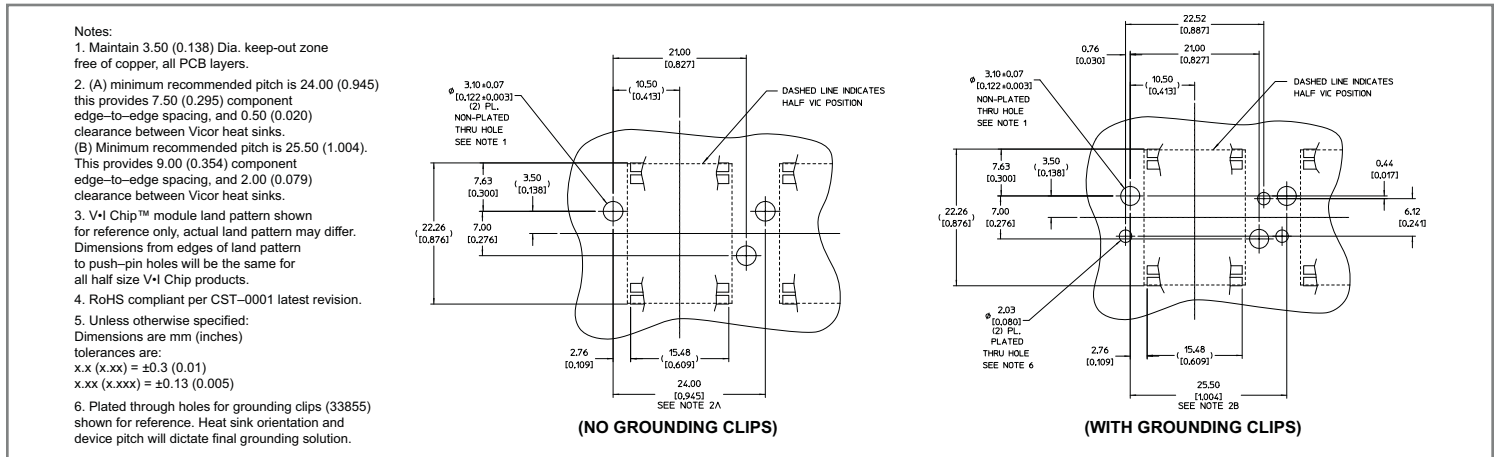 Notes:
1. Maintain 3.50 (0.138) Dia. keep-out zone
free of copper, all PCB layers.
2. (A) minimum recommended pitch is 24.00 (0.945)
this provides 7.50 (0.295) component
edge–to–edge spacing, and 0.50 (0.020)
clearance between Vicor heat sinks.
(B) Minimum recommended pitch is 25.50 (1.004).
This provides 9.00 (0.354) component
edge–to–edge spacing, and 2.00 (0.079)
clearance between Vicor heat sinks.
3. V•I Chip™ module land pattern shown
for reference only, actual land pattern may differ.
Dimensions from edges of land pattern
to push–pin holes will be the same for
all half size V•I Chip products.
4. RoHS compliant per CST–0001 latest revision.
5. Unless otherwise specified:
Dimensions are mm (inches)
tolerances are:
x.x (x.xx) = ±0.3 (0.01)
x.xx (x.xxx) = ±0.13 (0.005)
6. Plated through holes for grounding clips (33855)
shown for reference. Heat sink orientation and
device pitch will dictate final grounding solution.
21.00
[0.827]
10.50
[0.413]
ø 3.10±0.07
[0.122±0.003]
(2) PL.
NON-PLATED
THRU HOLE
SEE NOTE 1
DASHED LINE INDICATES
HALF VIC POSITION
7.63
[0.300]
(3.50)
[0.138]
(22.26)
[0.876]
7.00
[0.276]
2.76
[0.109]
(15.48)
[0.609]
24.00
[0.945]
SEE NOTE 2A
(NO GROUNDING CLIPS)
22.52
[0.887]
0.76
[0.030]
21.00
[0.827]
10.50
[0.413]
ø 3.10±0.07
[0.122±0.003]
NON-PLATED
THRU HOLE
SEE NOTE 1
DASHED LINE INDICATES
HALF VIC POSITION
7.63
[0.300]
(3.50)
[0.138]
0.44
[0.017]
(22.26)
[0.876]
7.00
[0.276]
6.12
[0.241]
ø 2.03
[0.080]
(2) PL.
PLATED
THRU HOLE
SEE NOTE 6
2.76
[0.109]
(15.48)
[0.609]
25.50
[1.004]
SEE NOTE 2B
(WITH GROUNDING CLIPS)